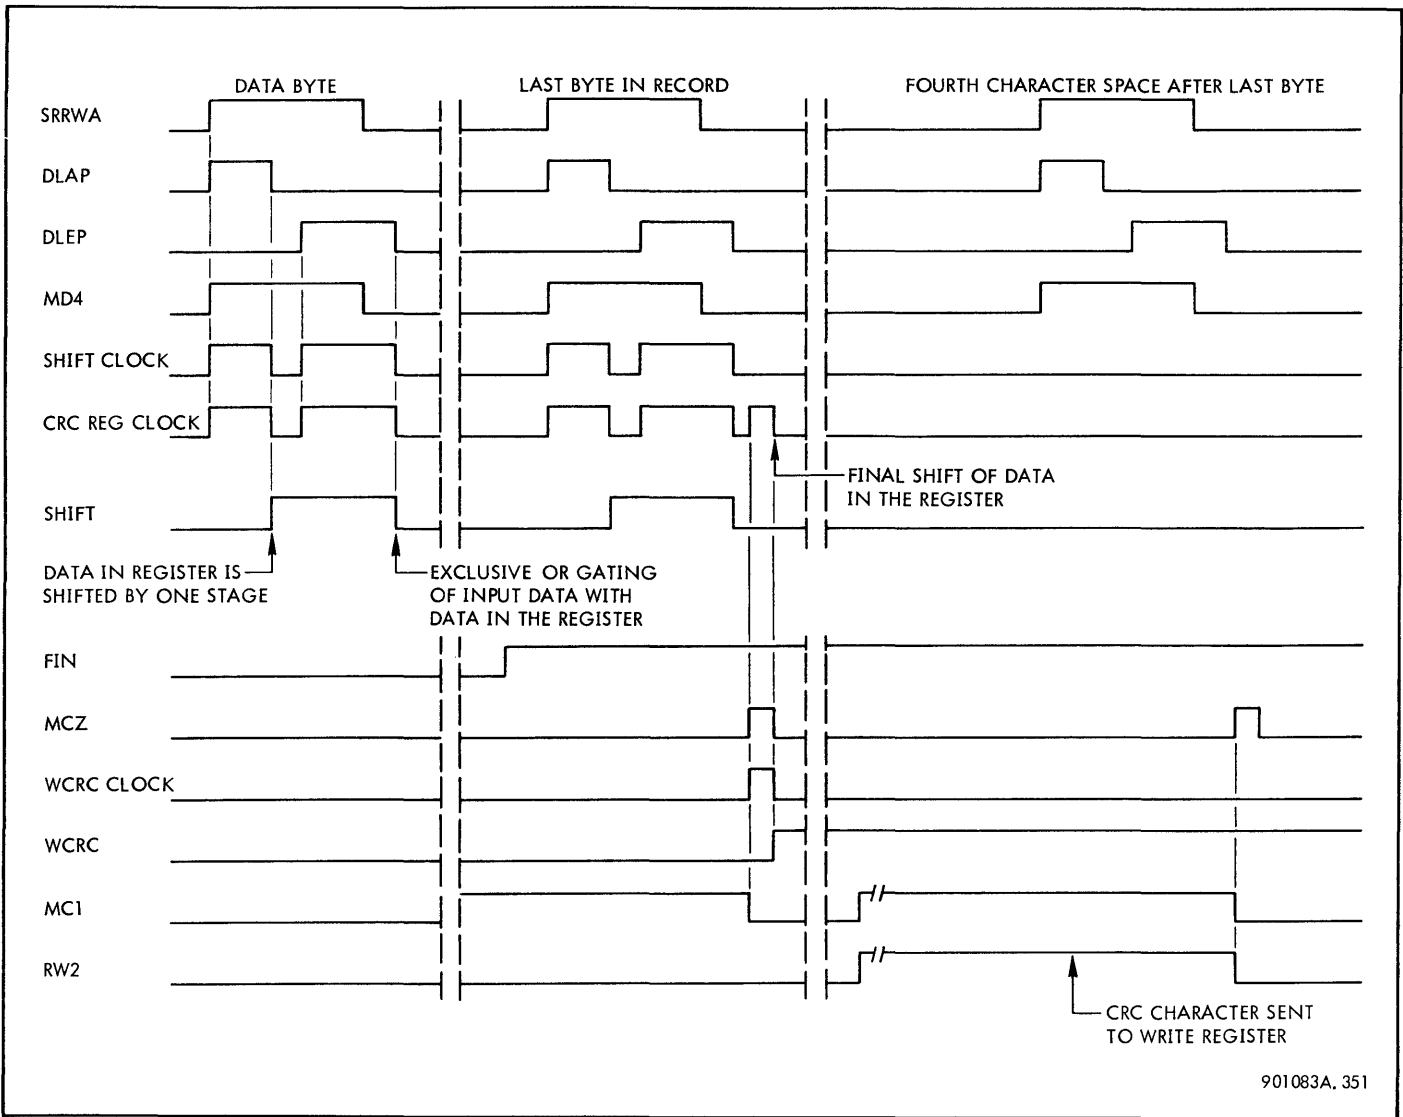 DATA BYTE
LAST BYTE IN RECORD
FOURTH CHARACTER SPACE AFTER LAST BYTE
SRRWA
DLAP
DLEP
MD4
SHIFT CLOCK
CRC REG CLOCK
FINAL SHIFT OF DATA
IN THE REGISTER
SHIFT
DATA IN REGISTER IS
SHIFTED BY ONE STAGE
EXCLUSIVE OR GATING
OF INPUT DATA WITH
DATA IN THE REGISTER
FIN
MCZ
WCRC CLOCK
WCRC
MC1
RW2
CRC CHARACTER SENT
TO WRITE REGISTER
901083A. 351